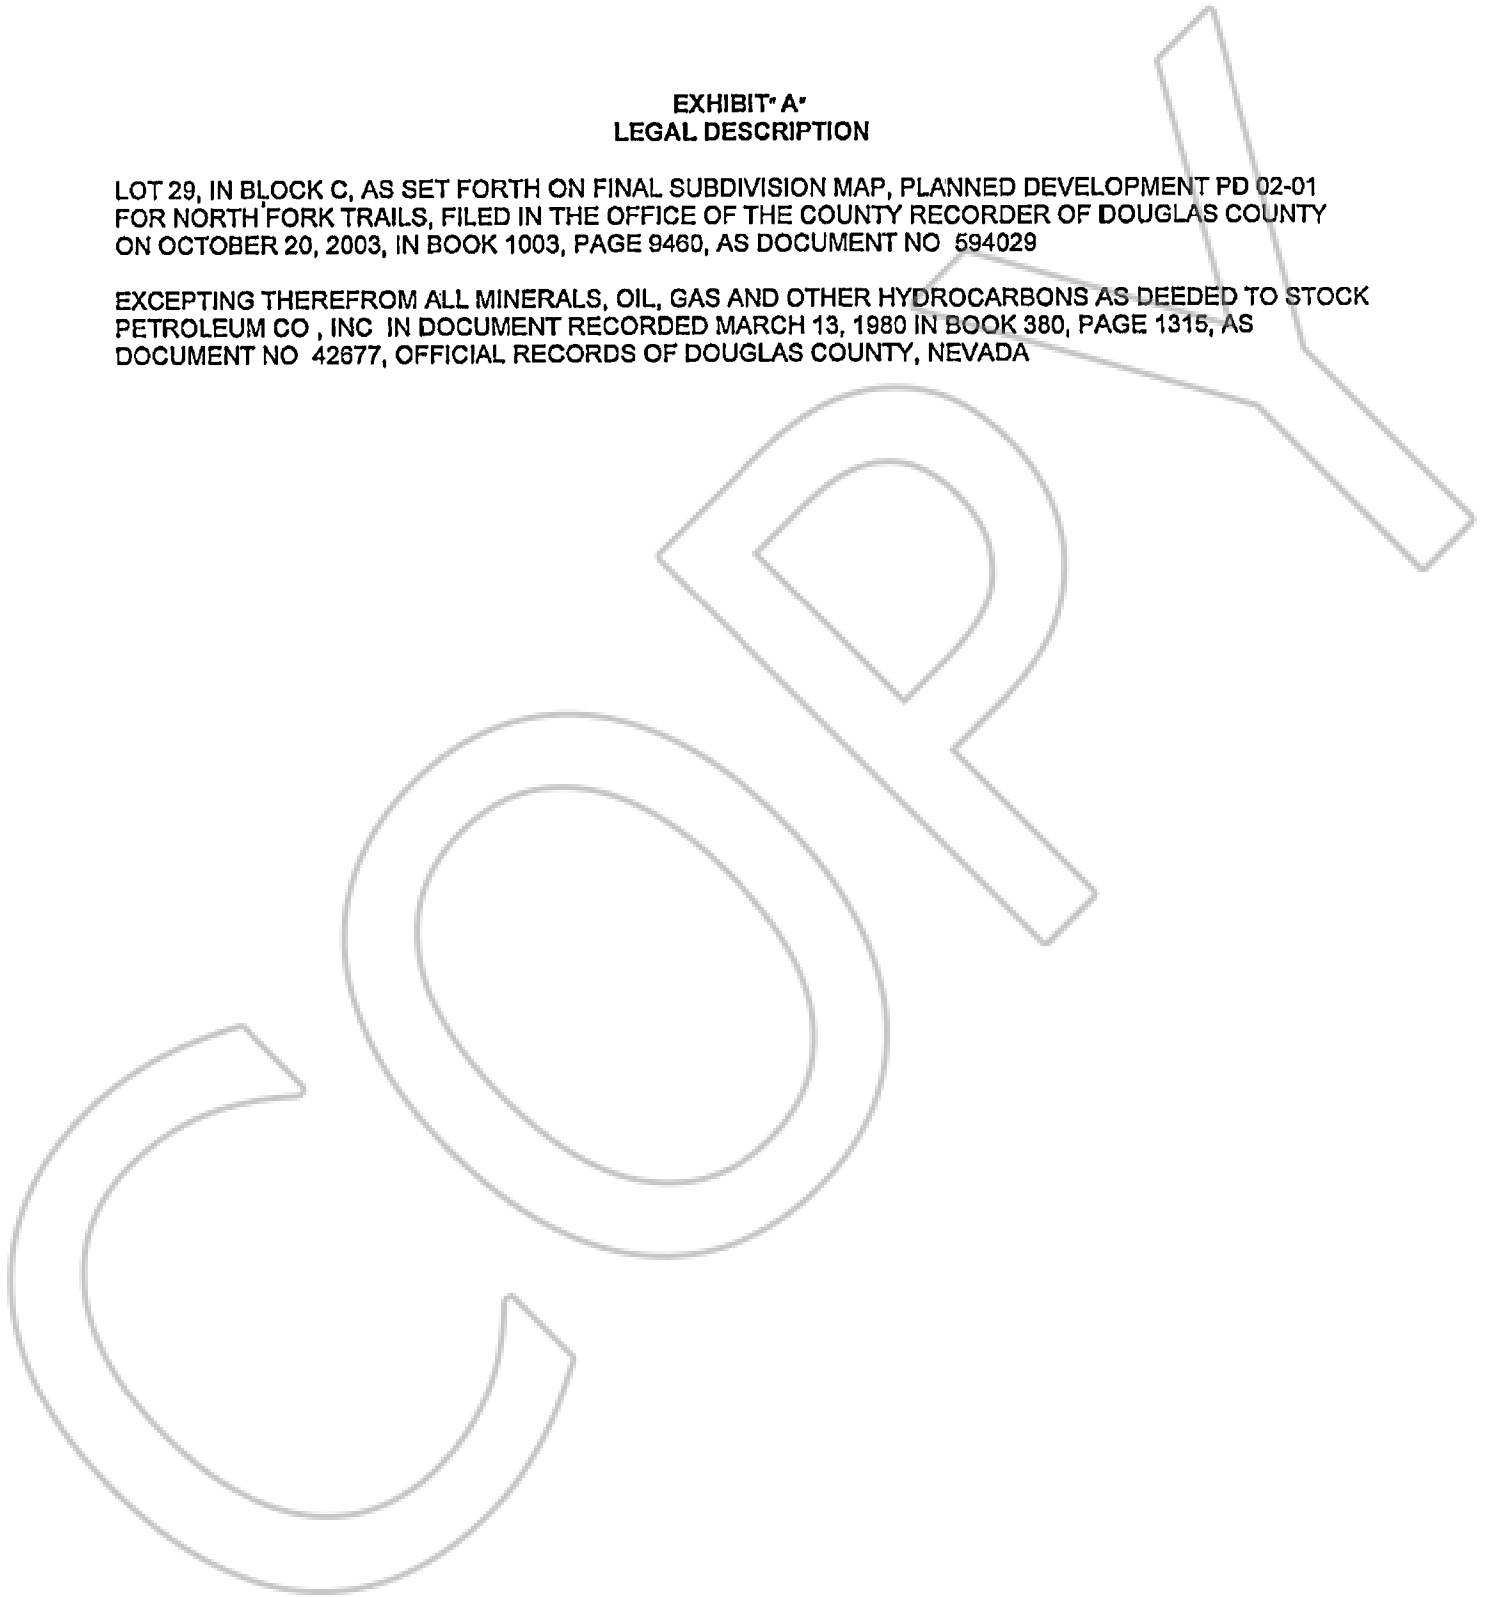 EXHIBIT "A"
LEGAL DESCRIPTION
LOT 29, IN BLOCK C, AS SET FORTH ON FINAL SUBDIVISION MAP, PLANNED DEVELOPMENT PD 02-01
FOR NORTH FORK TRAILS, FILED IN THE OFFICE OF THE COUNTY RECORDER OF DOUGLAS COUNTY
ON OCTOBER 20, 2003, IN BOOK 1003, PAGE 9460, AS DOCUMENT NO 594029
EXCEPTING THEREFROM ALL MINERALS, OIL, GAS AND OTHER HYDROCARBONS AS DEEDED TO STOCK
PETROLEUM CO , INC IN DOCUMENT RECORDED MARCH 13, 1980 IN BOOK 380, PAGE 1315, AS
DOCUMENT NO 42677, OFFICIAL RECORDS OF DOUGLAS COUNTY, NEVADA
COPY